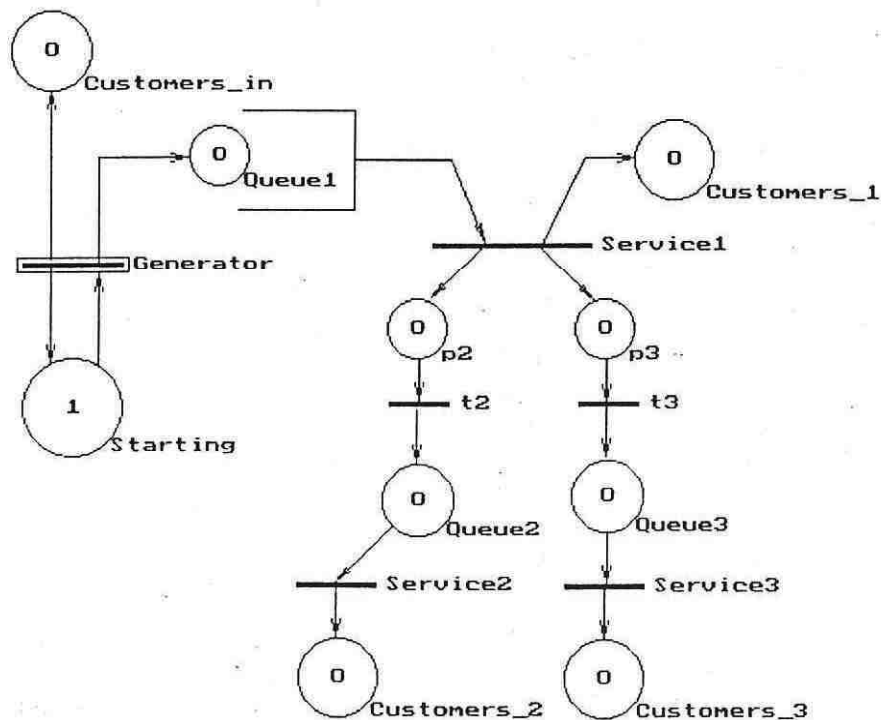 0
Customers_in
0
Queue1
0
Customers_1
Service1
Generator
0
p2
0
p3
1
Starting
t2
t3
0
Queue2
0
Queue3
Service2
Service3
0
Customers_2
0
Customers_3